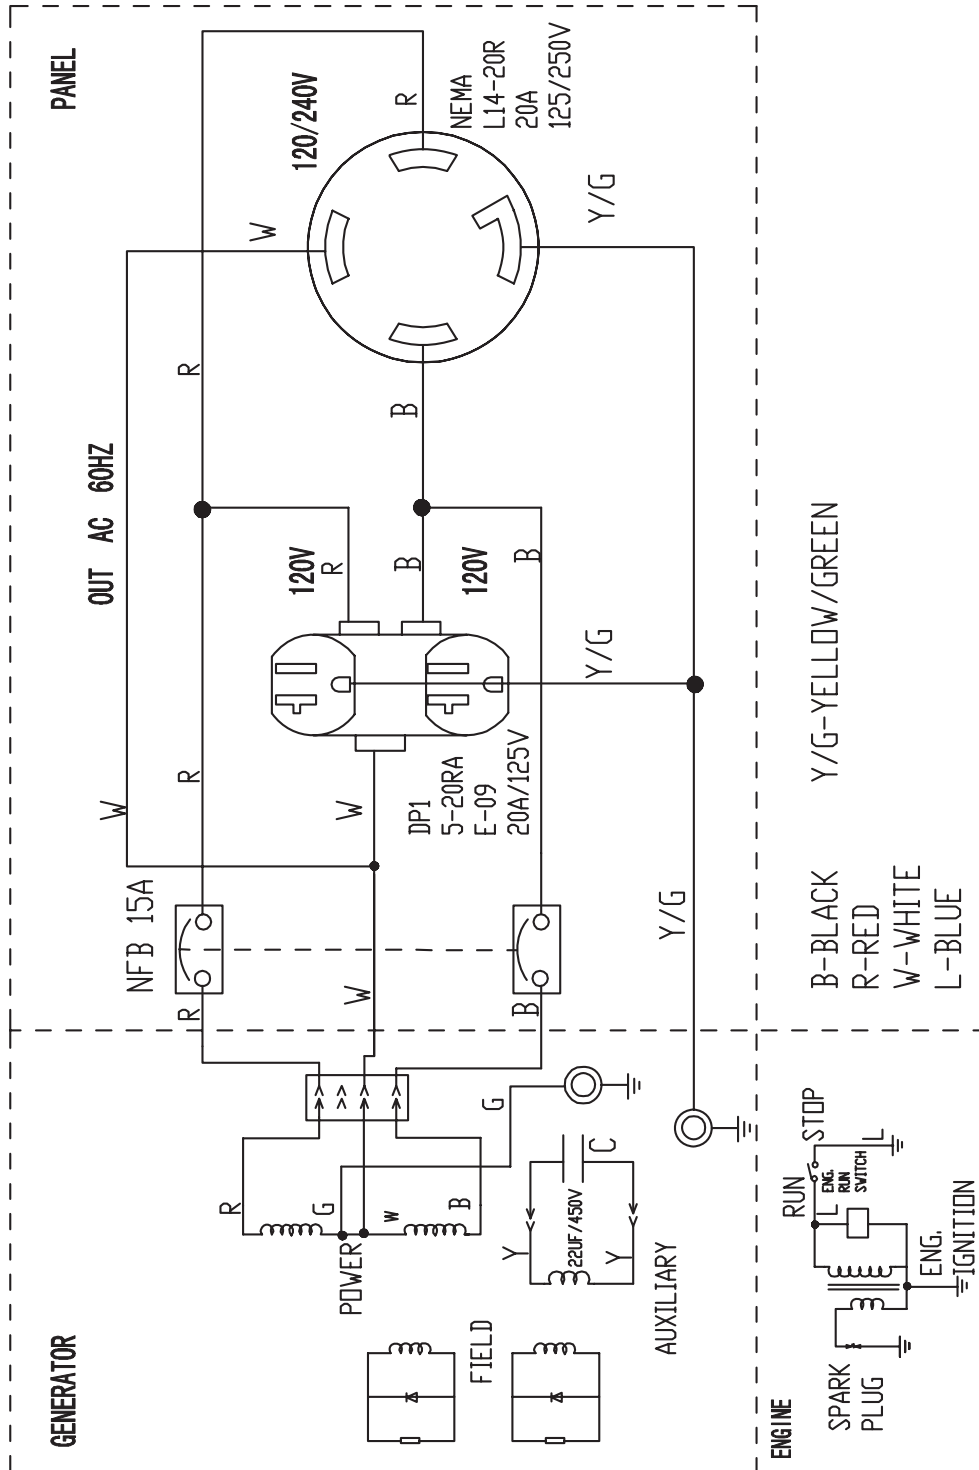 PANEL
OUT AC 60HZ
120/240V
NEMA
L14-20R
20A
125/250V
R
W
R
Y/G
B
120V
R
B
120V
B
Y/G
R
W
W
DP1
5-20RA
E-09
20A/125V
NFB 15A
Y/G
R
W
B
GENERATOR
R
G
W
B
G
POWER
Y
Y
22UF/450V
C
AUXILIARY
FIELD
ENGINE
SPARK
PLUG
RUN
STOP
L
ENG.
RUN
SWITCH
L
ENG.
IGNITION
B-BLACK
R-RED
W-WHITE
L-BLUE
Y/G-YELLOW/GREEN